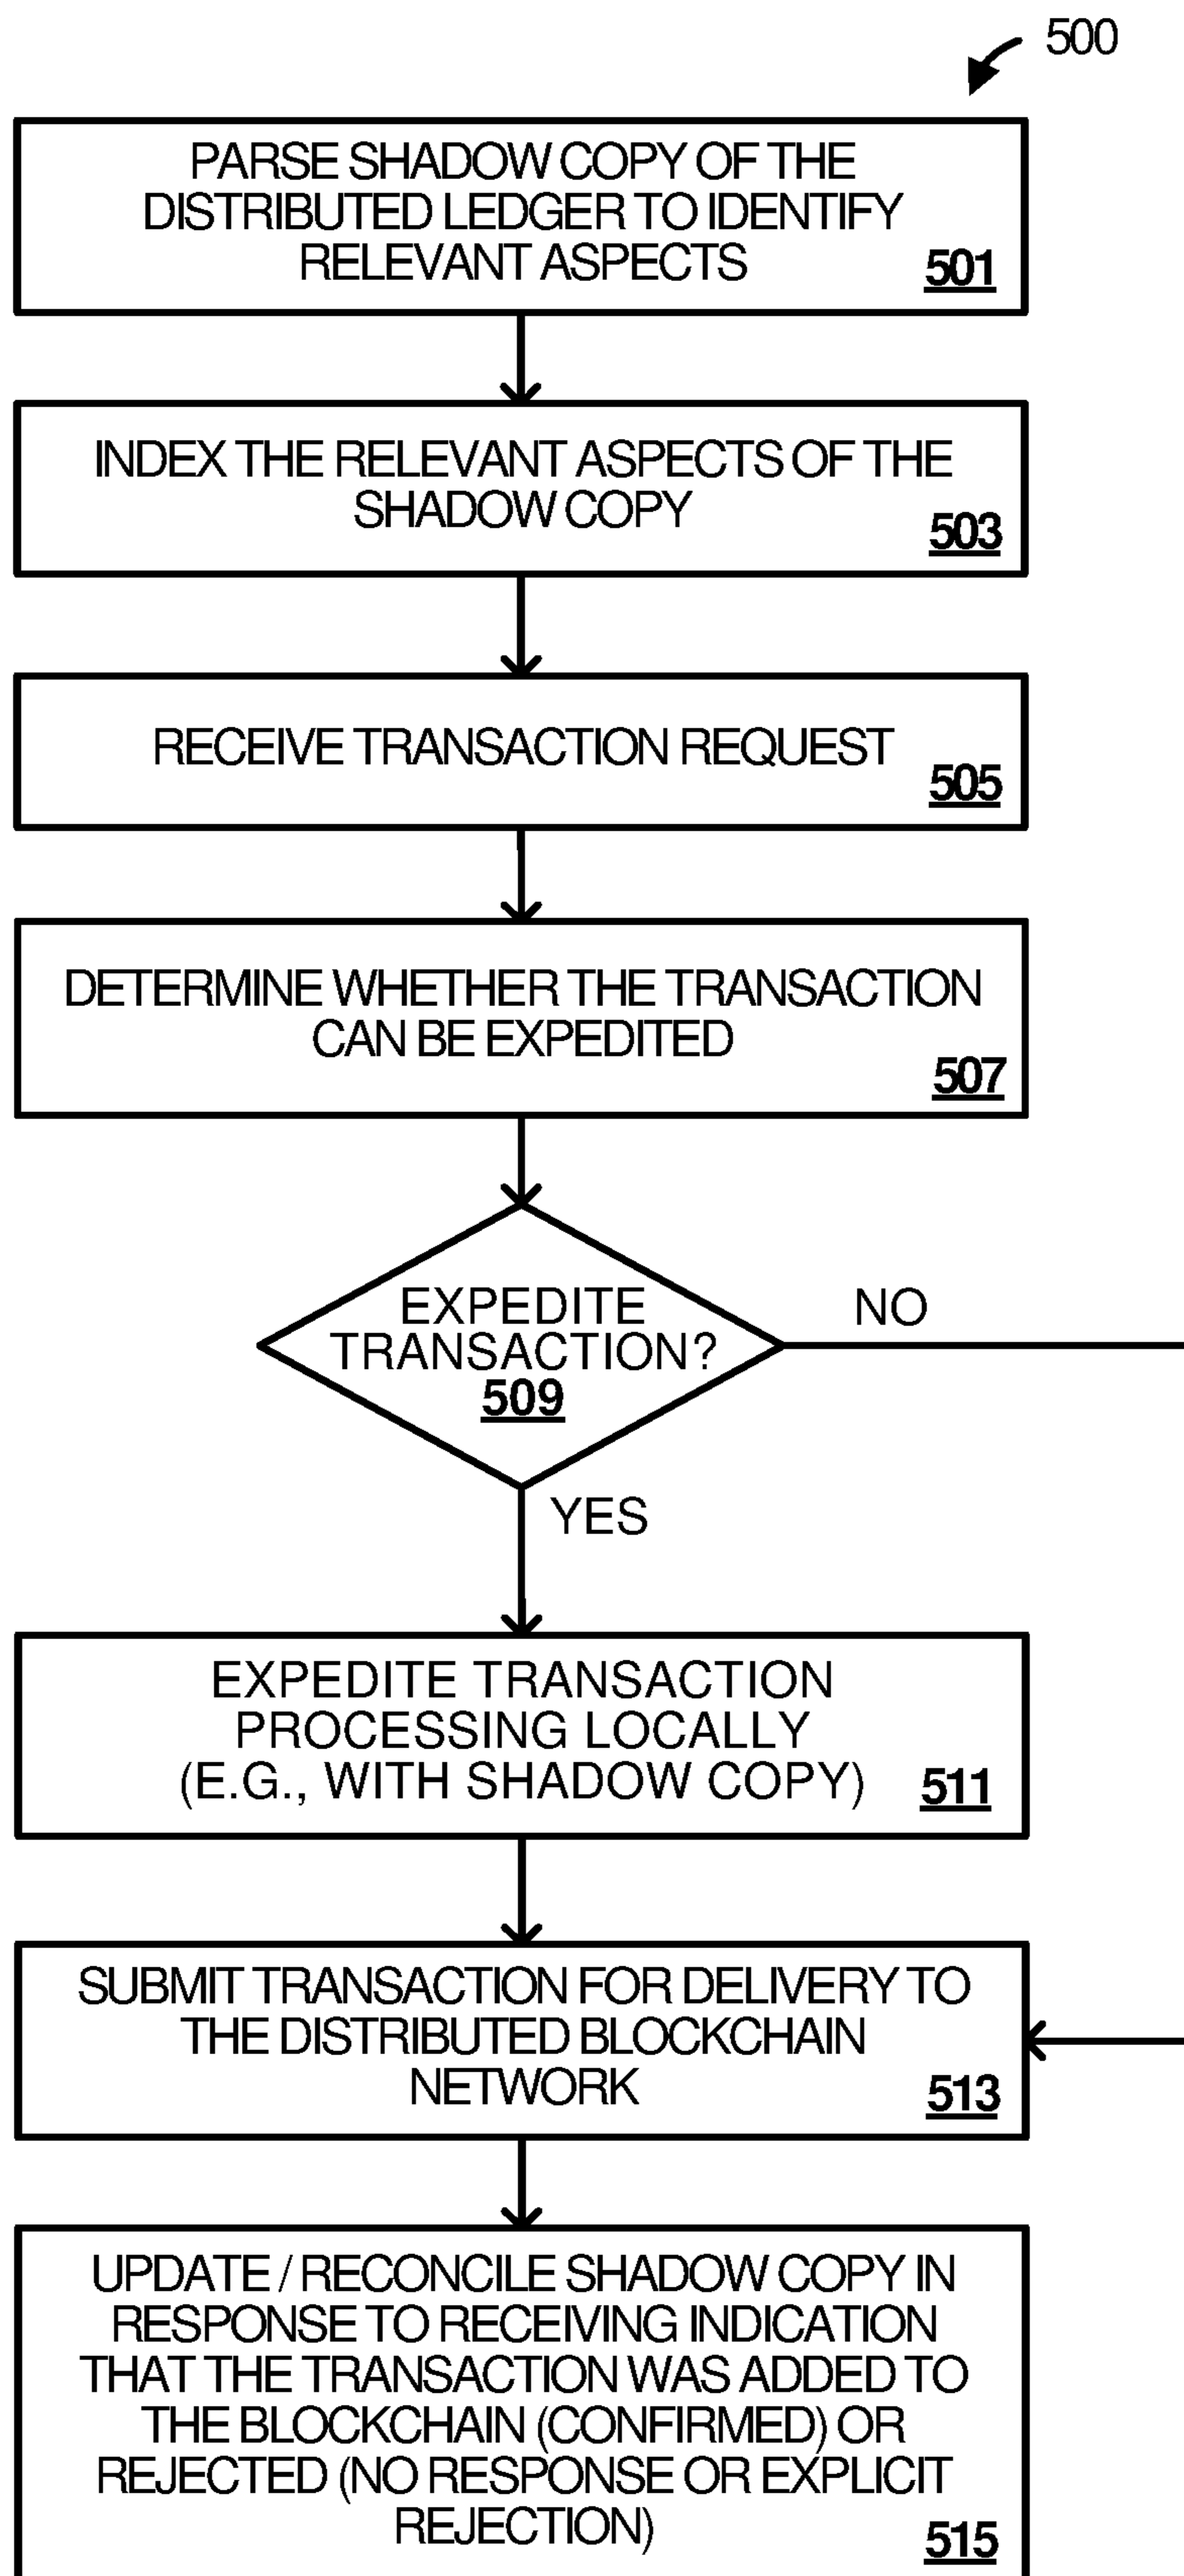 500
PARSE SHADOW COPY OF THE
DISTRIBUTED LEDGER TO IDENTIFY
RELEVANT ASPECTS
501
INDEX THE RELEVANT ASPECTS OF THE
SHADOW COPY
503
RECEIVE TRANSACTION REQUEST
505
DETERMINE WHETHER THE TRANSACTION
CAN BE EXPEDITED
507
EXPEDITE
TRANSACTION?
509
NO
YES
EXPEDITE TRANSACTION
PROCESSING LOCALLY
(E.G., WITH SHADOW COPY)
511
SUBMIT TRANSACTION FOR DELIVERY TO
THE DISTRIBUTED BLOCKCHAIN
NETWORK
513
UPDATE / RECONCILE SHADOW COPY IN
RESPONSE TO RECEIVING INDICATION
THAT THE TRANSACTION WAS ADDED TO
THE BLOCKCHAIN (CONFIRMED) OR
REJECTED (NO RESPONSE OR EXPLICIT
REJECTION)
515